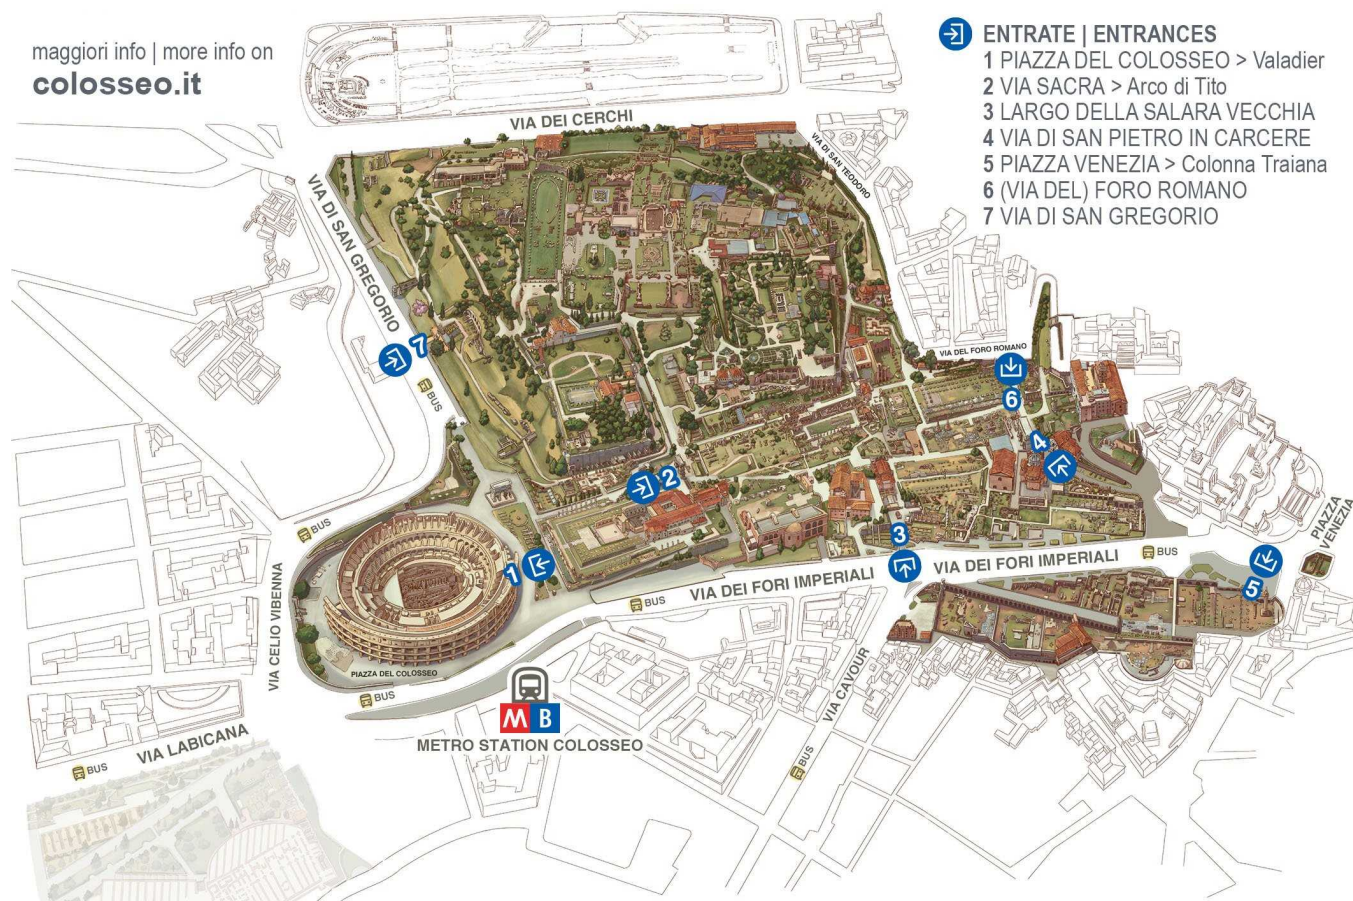 maggiori info | more info on
colosseo.it
ENTRATE | ENTRANCES
1 PIAZZA DEL COLOSSEO > Valadier
2 VIA SACRA > Arco di Tito
3 LARGO DELLA SALARA VECCHIA
4 VIA DI SAN PIETRO IN CARCERE
5 PIAZZA VENEZIA > Colonna Traiana
6 (VIA DEL) FORO ROMANO
7 VIA DI SAN GREGORIO
VIA DEI CERCHI
VIA DI SAN TEODORO
VIA DI SAN GREGORIO
7
BUS
VIA DEL FORO ROMANO
6
4
2
3
1
5
PIAZZA
VENEZIA
BUS
BUS
VIA DEI FORI IMPERIALI
VIA DEI FORI IMPERIALI
BUS
VIA CELIO VIBENNA
PIAZZA DEL COLOSSEO
BUS
VIA CAVOUR
BUS
M B
METRO STATION COLOSSEO
VIA LABICANA
BUS